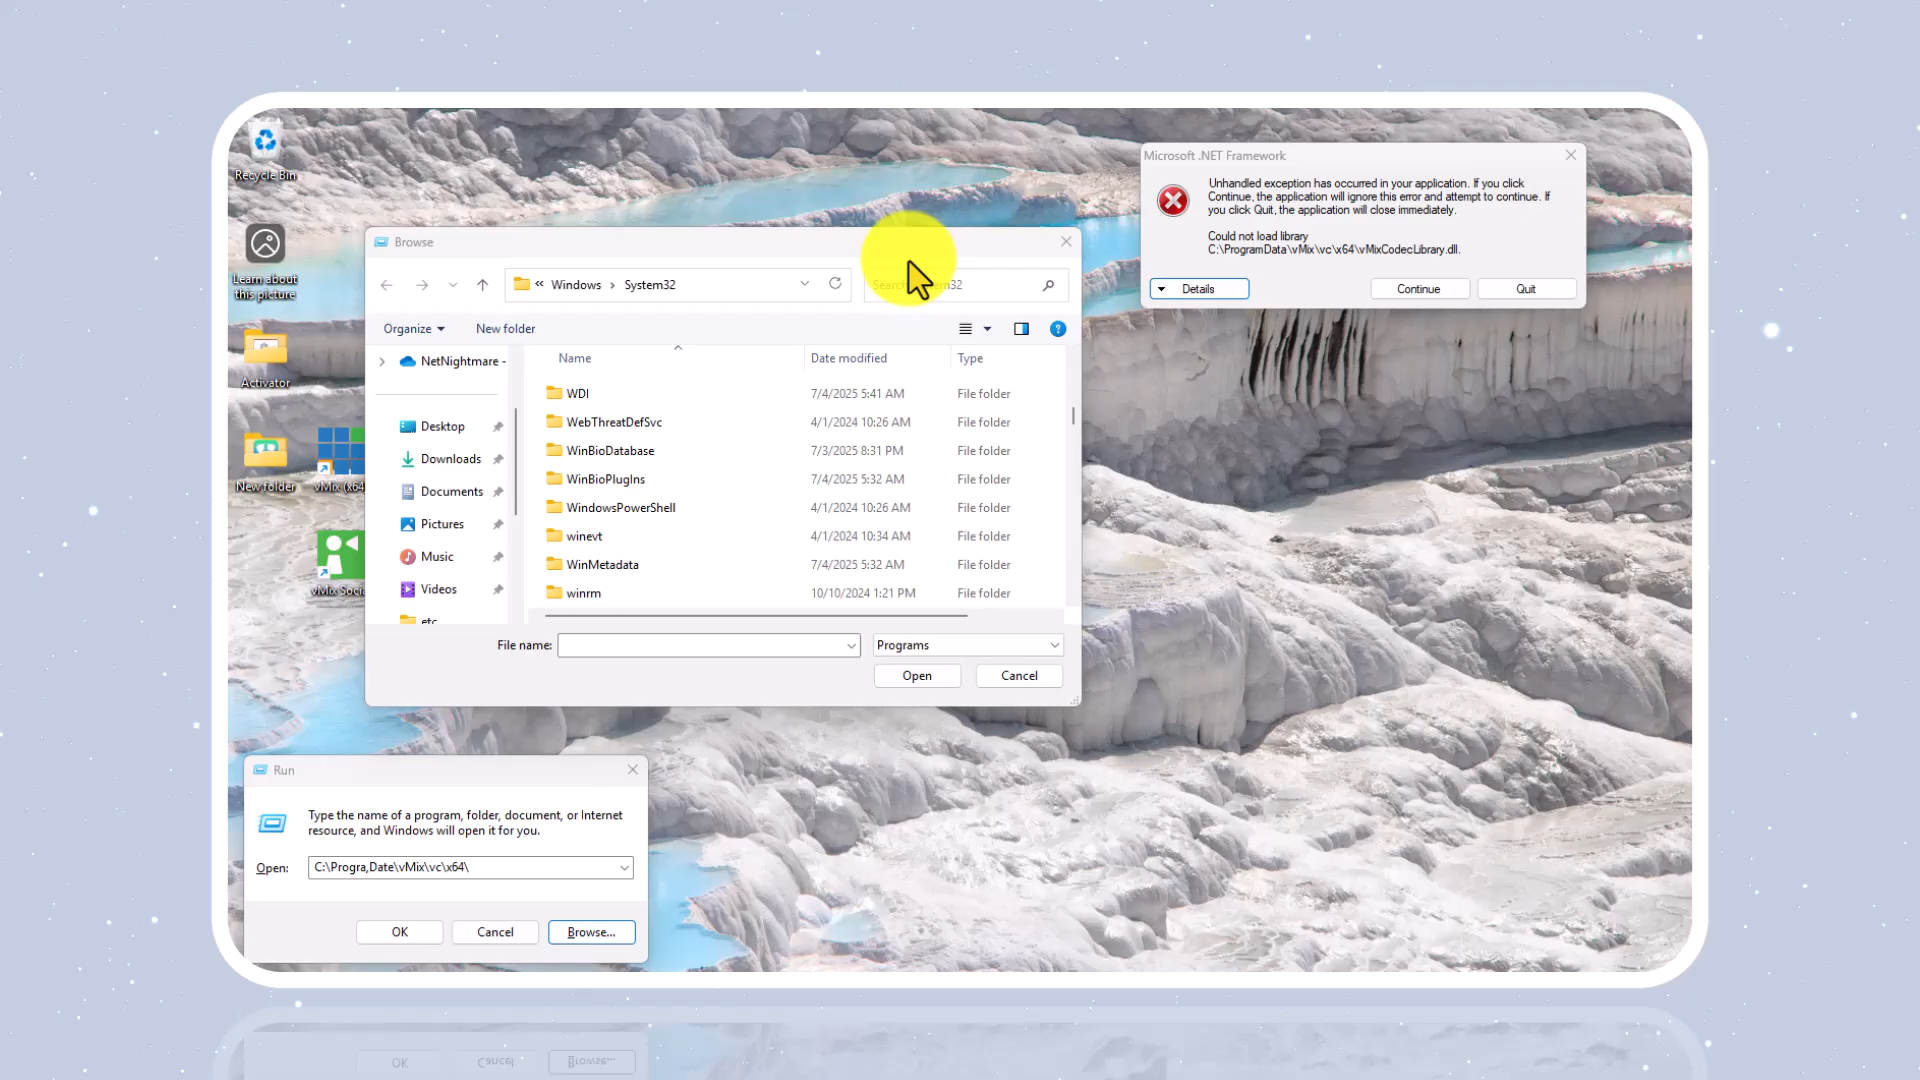 Recycle Bin
Learn about
this picture
Activator
New folder
vMix (x64
vMix Soci
Browse
Windows
System32
Organize
New folder
NetNightmare -
Desktop
Downloads
Documents
Pictures
Music
Videos
etc
Name
Date modified
Type
WDI
7/4/2025 5:41 AM
File folder
WebThreatDefSvc
4/1/2024 10:26 AM
File folder
WinBioDatabase
7/3/2025 8:31 PM
File folder
WinBioPlugIns
7/4/2025 5:32 AM
File folder
WindowsPowerShell
4/1/2024 10:26 AM
File folder
winevt
4/1/2024 10:34 AM
File folder
WinMetadata
7/4/2025 5:32 AM
File folder
winrm
10/10/2024 1:21 PM
File folder
File name:
Programs
Open
Cancel
Microsoft .NET Framework
Unhandled exception has occurred in your application. If you click
Continue, the application will ignore this error and attempt to continue. If
you click Quit, the application will close immediately.
Could not load library
C:\ProgramData\vMix\vc\x64\vMixCodecLibrary.dll.
Details
Continue
Quit
Run
Type the name of a program, folder, document, or Internet
resource, and Windows will open it for you.
Open:
C:\Progra,Date\vMix\vc\x64\
OK
Cancel
Browse...